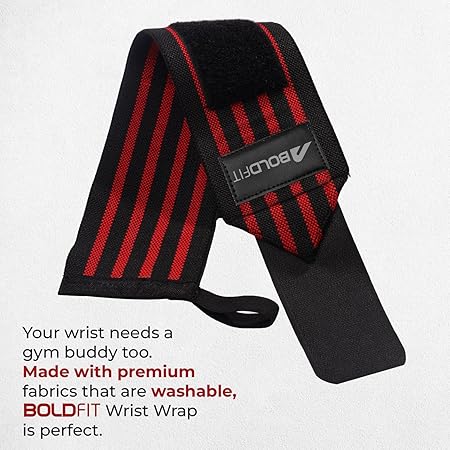 BOLDFIT
Your wrist needs a
gym buddy too.
Made with premium
fabrics that are washable,
BOLDFIT Wrist Wrap
is perfect.